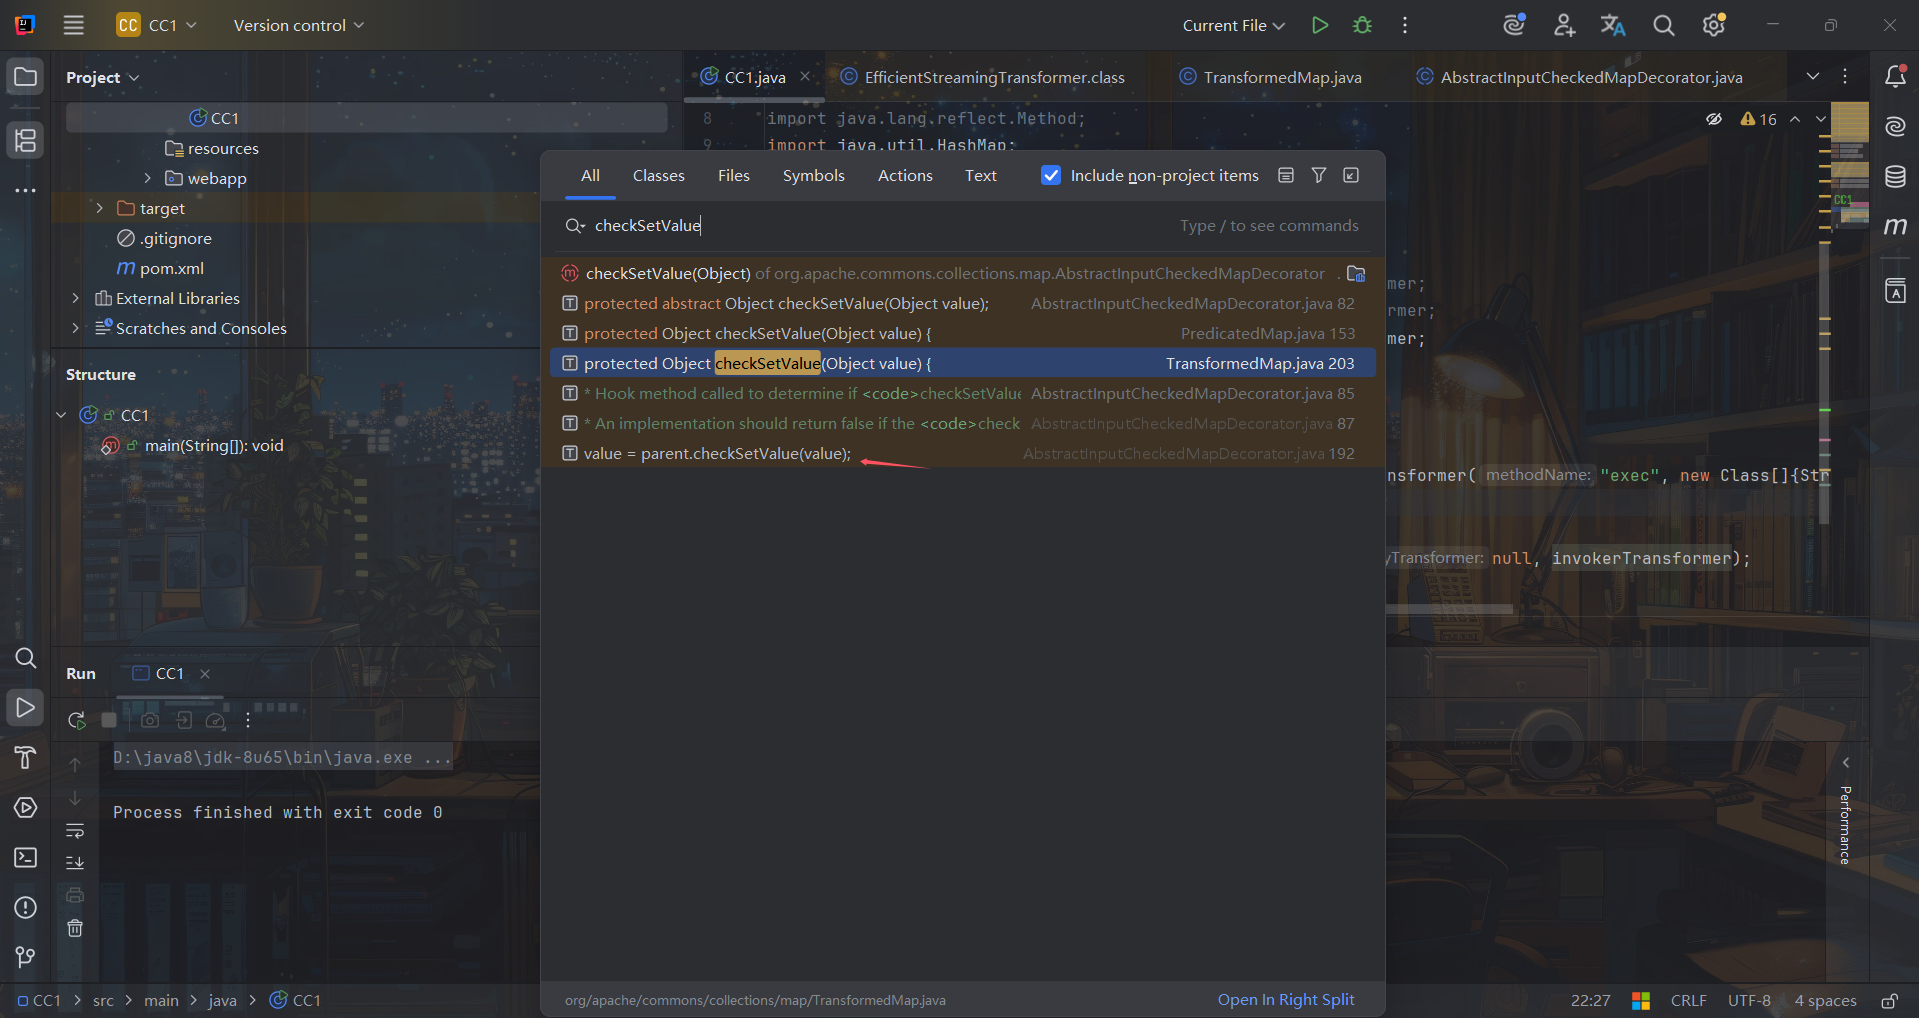 CC CC1 Version control Current File
Project
CC1
resources
webapp
target
.gitignore
pom.xml
External Libraries
Scratches and Consoles
Structure
CC1
main(String[]): void
CC1.java EfficientStreamingTransformer.class TransformedMap.java AbstractInputCheckedMapDecorator.java
8 import java.lang.reflect.Method;
9 import java.util.HashMap;
16
CC1
All Classes Files Symbols Actions Text Include non-project items
checkSetValue Type / to see commands
checkSetValue(Object) of org.apache.commons.collections.map.AbstractInputCheckedMapDecorator .
protected abstract Object checkSetValue(Object value); AbstractInputCheckedMapDecorator.java 82
protected Object checkSetValue(Object value) { PredicatedMap.java 153
protected Object checkSetValue(Object value) { TransformedMap.java 203
* Hook method called to determine if <code>checkSetValue AbstractInputCheckedMapDecorator.java 85
* An implementation should return false if the <code>check AbstractInputCheckedMapDecorator.java 87
value = parent.checkSetValue(value); AbstractInputCheckedMapDecorator.java 192
mer;
rmer;
mer;
nsformer( methodName: "exec", new Class[]{Str
yTransformer: null, invokerTransformer);
Run CC1
D:\java8\jdk-8u65\bin\java.exe ...
Process finished with exit code 0
Performance
org/apache/commons/collections/map/TransformedMap.java Open In Right Split
CC1 > src > main > java > CC1 22:27 CRLF UTF-8 4 spaces